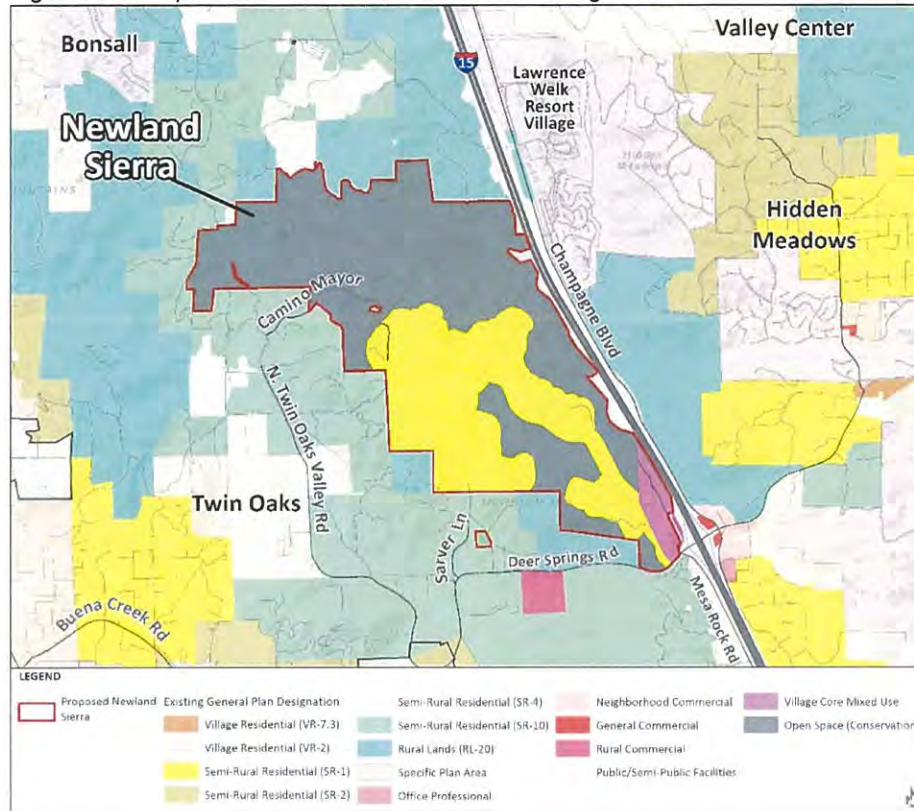 Bonsall
Valley Center
15
Lawrence
Welk
Resort
Village
Newland
Sierra
Hidden
Meadows
Champagne Blvd
Camino Mayor
N. Twin Oaks Valley Rd
Twin Oaks
Sarver Ln
Deer Springs Rd
Mesa Rock Rd
Buena Creek Rd
LEGEND
Proposed Newland
Sierra
Existing General Plan Designation
Village Residential (VR-7.3)
Village Residential (VR-2)
Semi-Rural Residential (SR-1)
Semi-Rural Residential (SR-2)
Semi-Rural Residential (SR-4)
Semi-Rural Residential (SR-10)
Rural Lands (RL-20)
Specific Plan Area
Office Professional
Neighborhood Commercial
General Commercial
Rural Commercial
Public/Semi-Public Facilities
Village Core Mixed Use
Open Space (Conservation